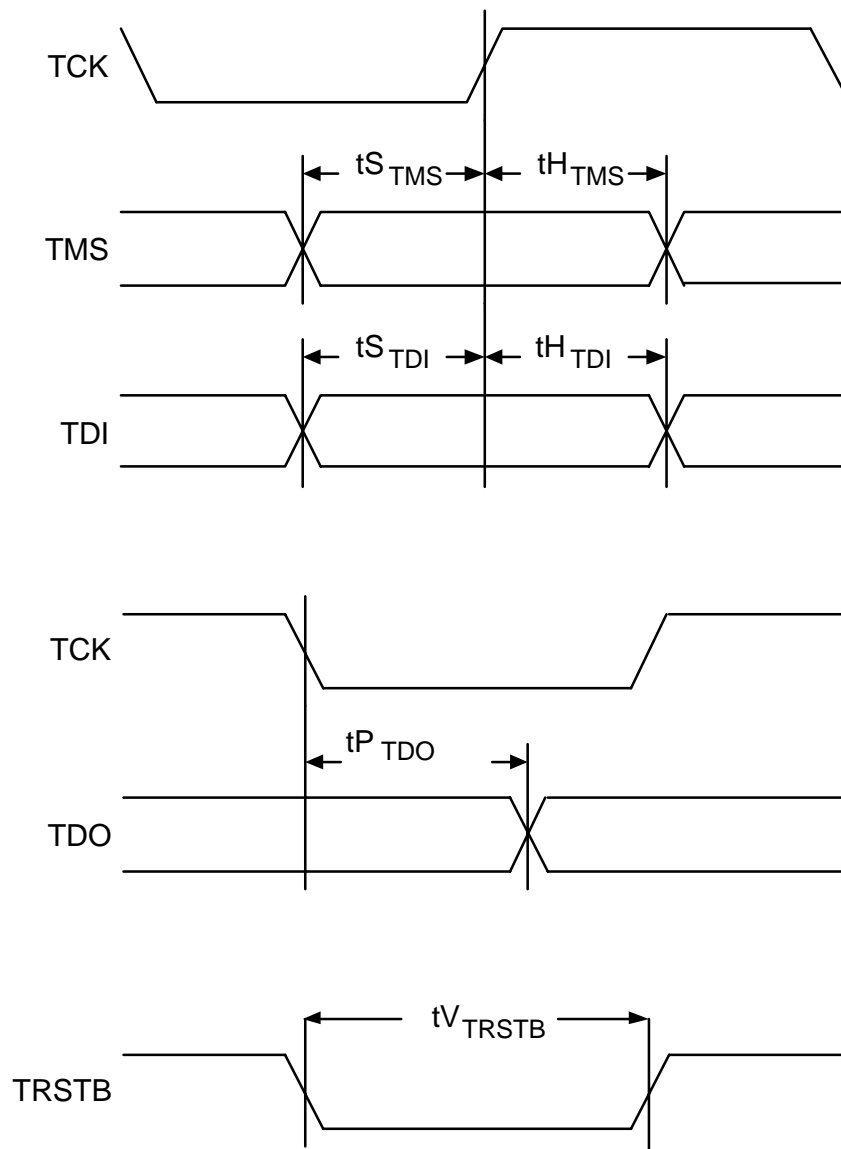 TCK
tS TMS tH TMS
TMS
tS TDI tH TDI
TDI
TCK
tP TDO
TDO
tV TRSTB
TRSTB